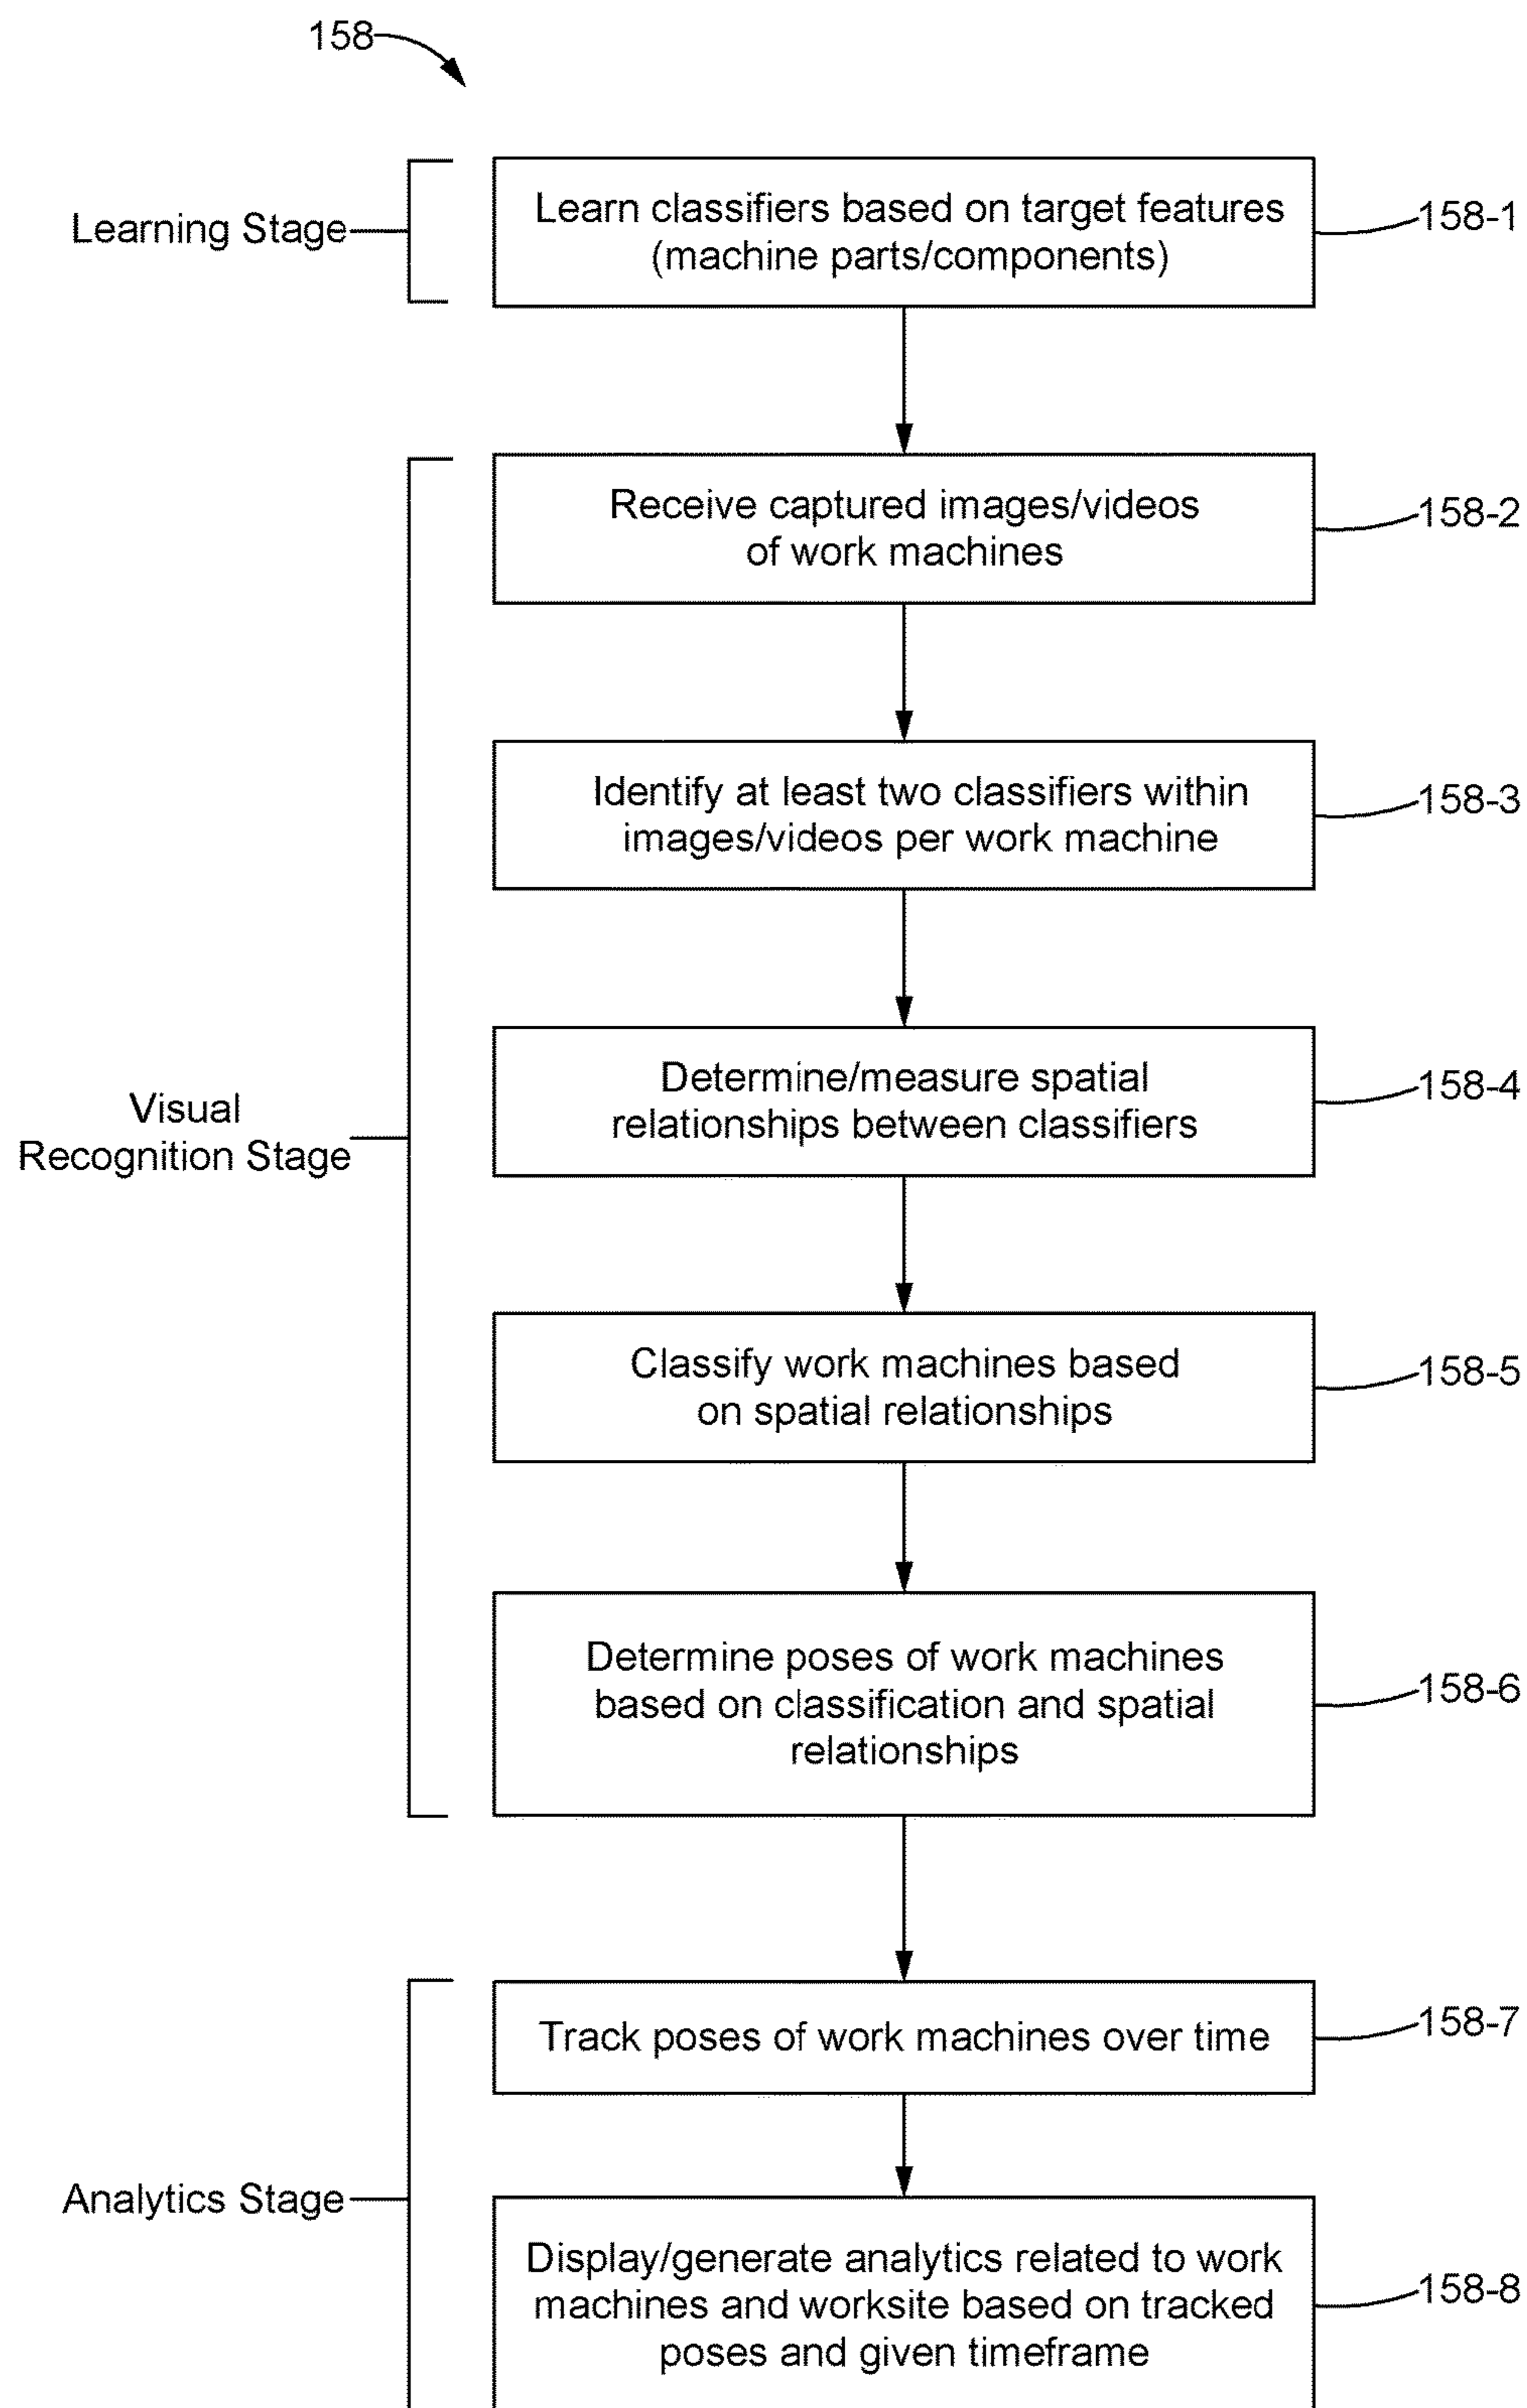 158
Learning Stage
Learn classifiers based on target features
(machine parts/components)
158-1
Receive captured images/videos
of work machines
158-2
Identify at least two classifiers within
images/videos per work machine
158-3
Visual
Recognition Stage
Determine/measure spatial
relationships between classifiers
158-4
Classify work machines based
on spatial relationships
158-5
Determine poses of work machines
based on classification and spatial
relationships
158-6
Track poses of work machines over time
158-7
Analytics Stage
Display/generate analytics related to work
machines and worksite based on tracked
poses and given timeframe
158-8